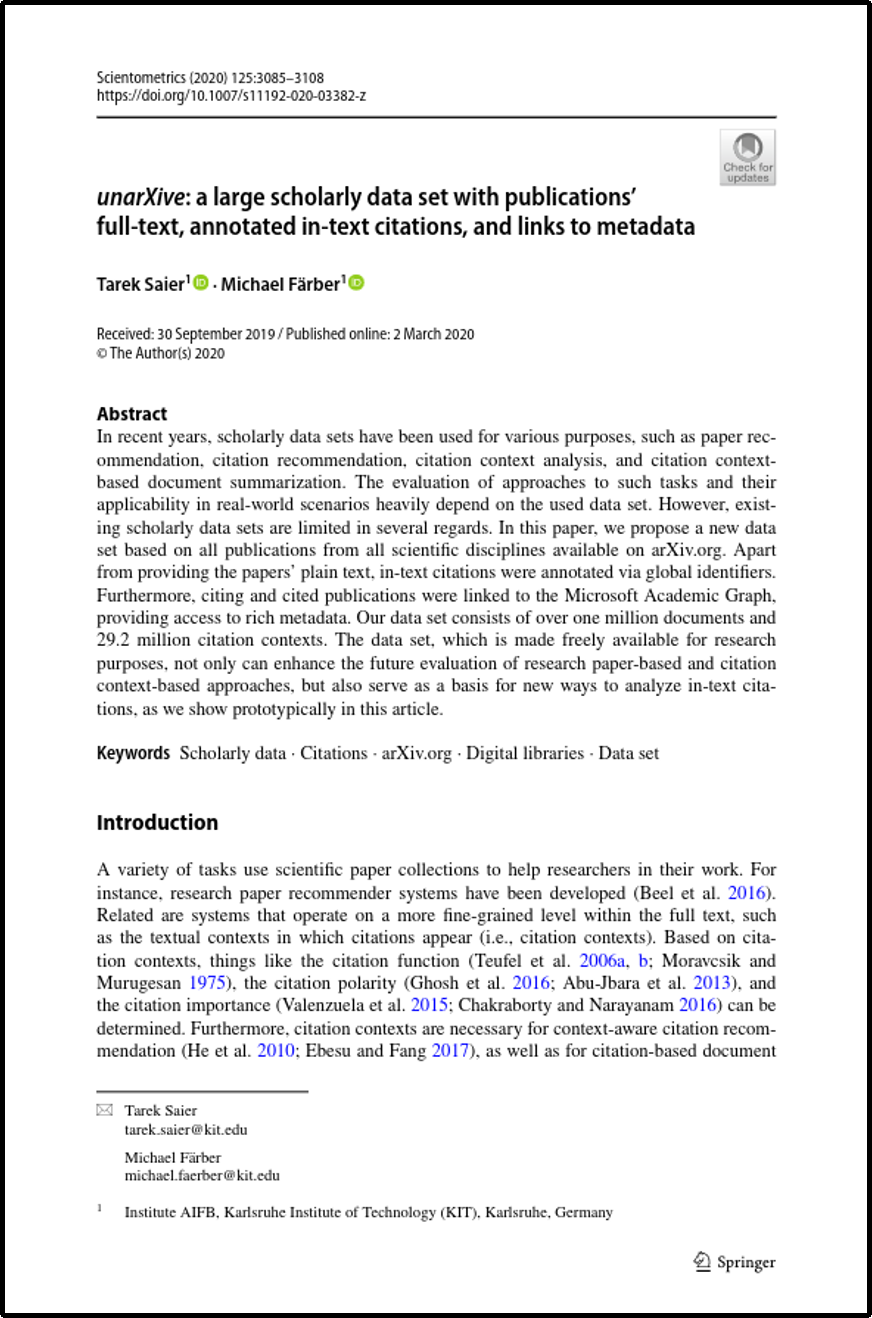 Scientometrics (2020) 125:3085–3108
https://doi.org/10.1007/s11192-020-03382-z
Check for
updates
unarXive: a large scholarly data set with publications’
full-text, annotated in-text citations, and links to metadata
Tarek Saier1 · Michael Färber1
Received: 30 September 2019 / Published online: 2 March 2020
© The Author(s) 2020
Abstract
In recent years, scholarly data sets have been used for various purposes, such as paper rec-
ommendation, citation recommendation, citation context analysis, and citation context-
based document summarization. The evaluation of approaches to such tasks and their
applicability in real-world scenarios heavily depend on the used data set. However, exist-
ing scholarly data sets are limited in several regards. In this paper, we propose a new data
set based on all publications from all scientific disciplines available on arXiv.org. Apart
from providing the papers’ plain text, in-text citations were annotated via global identifiers.
Furthermore, citing and cited publications were linked to the Microsoft Academic Graph,
providing access to rich metadata. Our data set consists of over one million documents and
29.2 million citation contexts. The data set, which is made freely available for research
purposes, not only can enhance the future evaluation of research paper-based and citation
context-based approaches, but also serve as a basis for new ways to analyze in-text cita-
tions, as we show prototypically in this article.
Keywords Scholarly data · Citations · arXiv.org · Digital libraries · Data set
Introduction
A variety of tasks use scientific paper collections to help researchers in their work. For
instance, research paper recommender systems have been developed (Beel et al. 2016).
Related are systems that operate on a more fine-grained level within the full text, such
as the textual contexts in which citations appear (i.e., citation contexts). Based on cita-
tion contexts, things like the citation function (Teufel et al. 2006a, b; Moravcsik and
Murugesan 1975), the citation polarity (Ghosh et al. 2016; Abu-Jbara et al. 2013), and
the citation importance (Valenzuela et al. 2015; Chakraborty and Narayanam 2016) can be
determined. Furthermore, citation contexts are necessary for context-aware citation recom-
mendation (He et al. 2010; Ebesu and Fang 2017), as well as for citation-based document
Tarek Saier
tarek.saier@kit.edu
Michael Färber
michael.faerber@kit.edu
1 Institute AIFB, Karlsruhe Institute of Technology (KIT), Karlsruhe, Germany
Springer